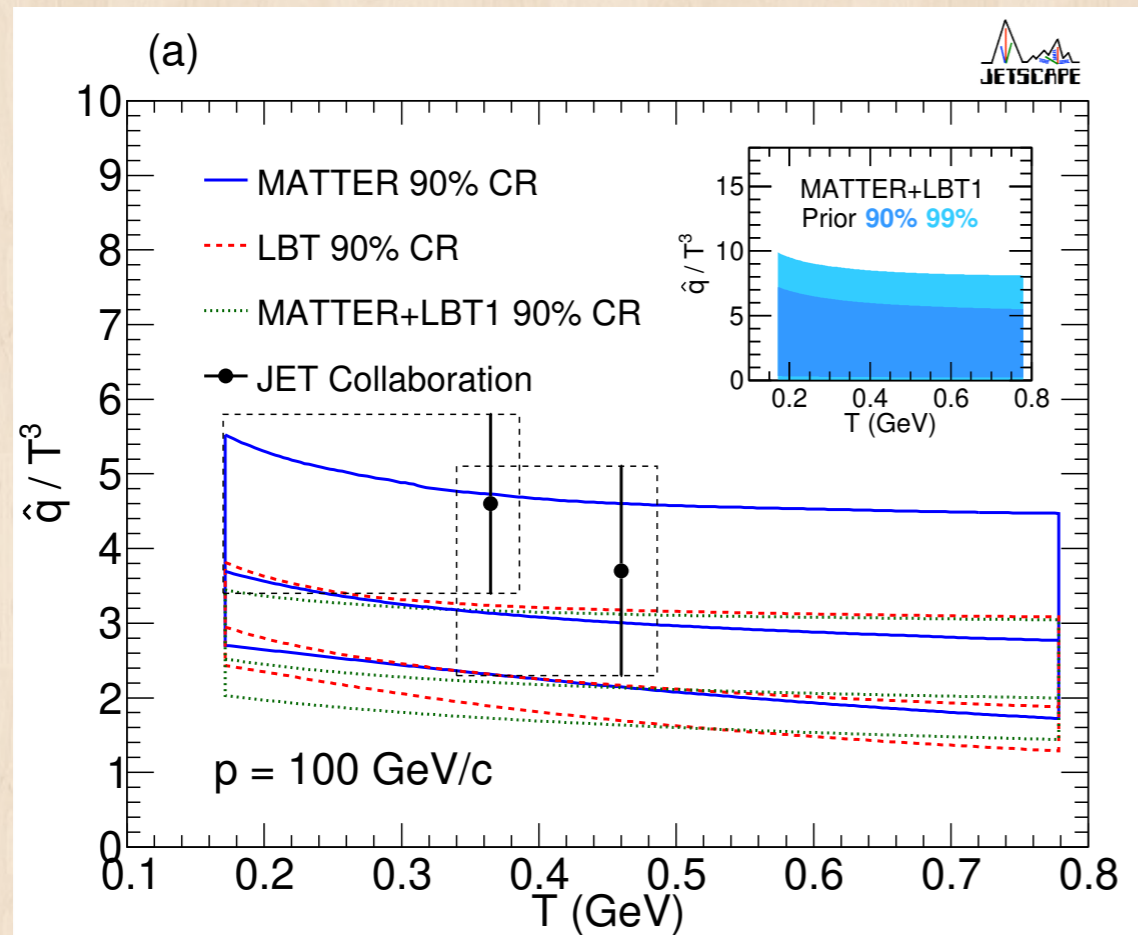 (a)
JETSCAPE
10
9
8
7
6
5
4
3
2
1
0
q̂ / T³
MATTER 90% CR
LBT 90% CR
MATTER+LBT1 90% CR
JET Collaboration
p = 100 GeV/c
0.1 0.2 0.3 0.4 0.5 0.6 0.7 0.8
T (GeV)
MATTER+LBT1
Prior 90% 99%
15
10
5
0
q̂ / T³
0.2 0.4 0.6 0.8
T (GeV)